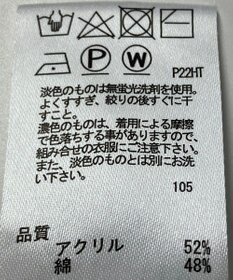 P22HT
P
W
淡色のものは無蛍光洗剤を使用。
よくすすぎ、絞りの後すぐに干
すこと。
濃色のものは、着用による摩擦
で色落ちする事がありますので、
組み合せの衣服にご注意下さい。
また、淡色のものとは別にお洗
い下さい。
105
品質
アクリル 52%
綿 48%